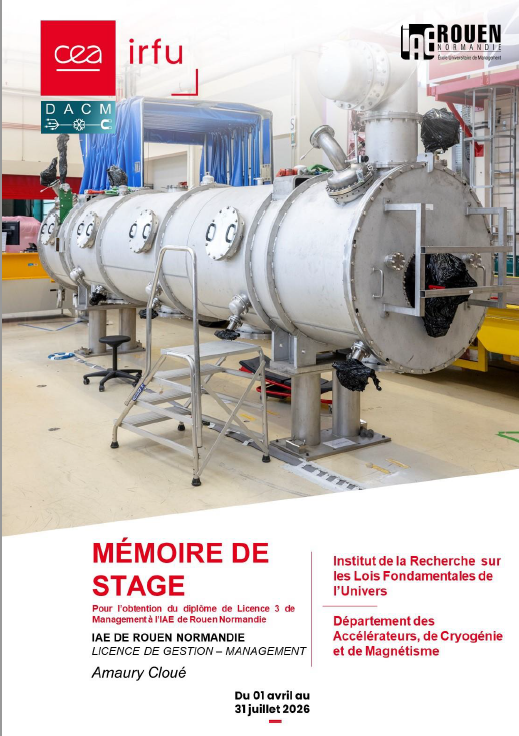 cea
irfu
DACM
IAE ROUEN
NORMANDIE
École Universitaire de Management
MÉMOIRE DE
STAGE
Pour l'obtention du diplôme de Licence 3 de
Management à l'IAE de Rouen Normandie
IAE DE ROUEN NORMANDIE
LICENCE DE GESTION – MANAGEMENT
Amaury Cloué
Institut de la Recherche sur
les Lois Fondamentales de
l'Univers
Département des
Accélérateurs, de Cryogénie
et de Magnétisme
Du 01 avril au
31 juillet 2026